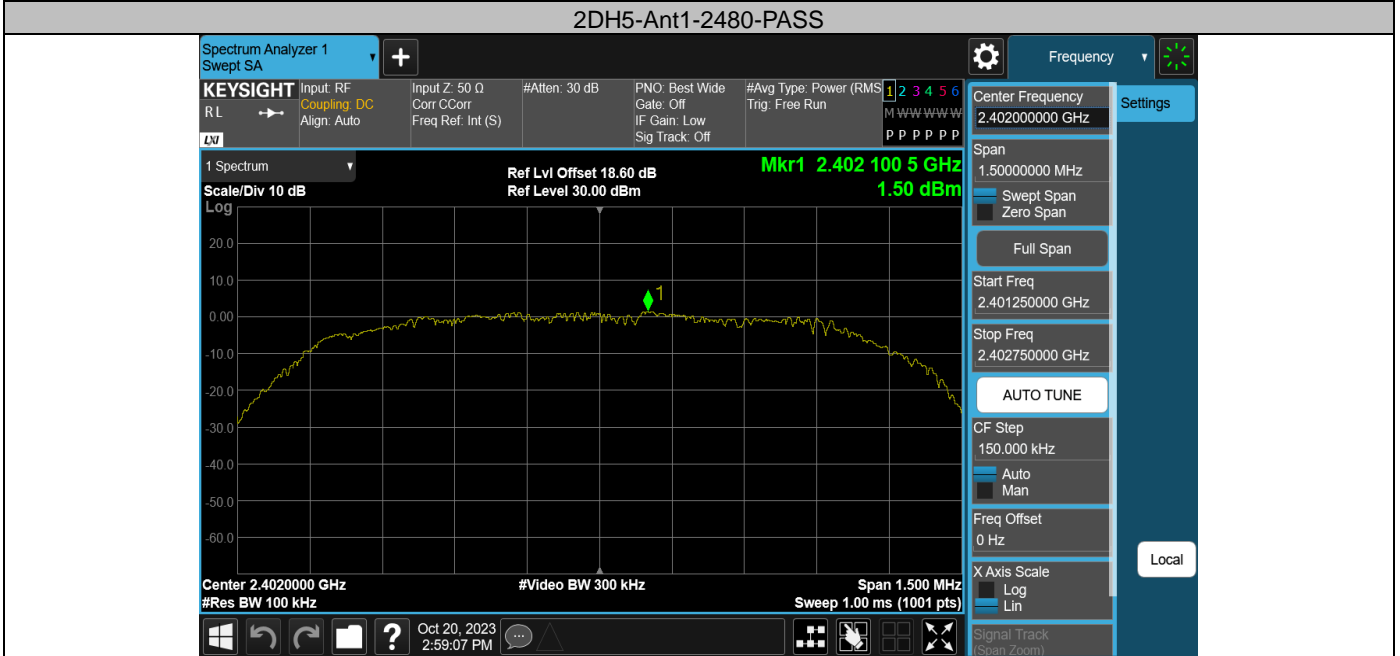 2DH5-Ant1-2480-PASS
Spectrum Analyzer 1
Swept SA
+
Frequency
KEYSIGHT
RL
LXI
Input: RF
Coupling: DC
Align: Auto
Input Z: 50 Ω
Corr CCorr
Freq Ref: Int (S)
#Atten: 30 dB
PNO: Best Wide
Gate: Off
IF Gain: Low
Sig Track: Off
#Avg Type: Power (RMS
Trig: Free Run
1 2 3 4 5 6
M W W W W W
P P P P P P
1 Spectrum
Scale/Div 10 dB
Log
Ref Lvl Offset 18.60 dB
Ref Level 30.00 dBm
Mkr1 2.402 100 5 GHz
1.50 dBm
20.0
10.0
0.00
-10.0
-20.0
-30.0
-40.0
-50.0
-60.0
1
Center 2.4020000 GHz
#Res BW 100 kHz
#Video BW 300 kHz
Span 1.500 MHz
Sweep 1.00 ms (1001 pts)
Center Frequency
2.402000000 GHz
Span
1.50000000 MHz
Swept Span
Zero Span
Full Span
Start Freq
2.401250000 GHz
Stop Freq
2.402750000 GHz
AUTO TUNE
CF Step
150.000 kHz
Auto
Man
Freq Offset
0 Hz
X Axis Scale
Log
Lin
Signal Track
(Span Zoom)
Settings
Local
?
Oct 20, 2023
2:59:07 PM